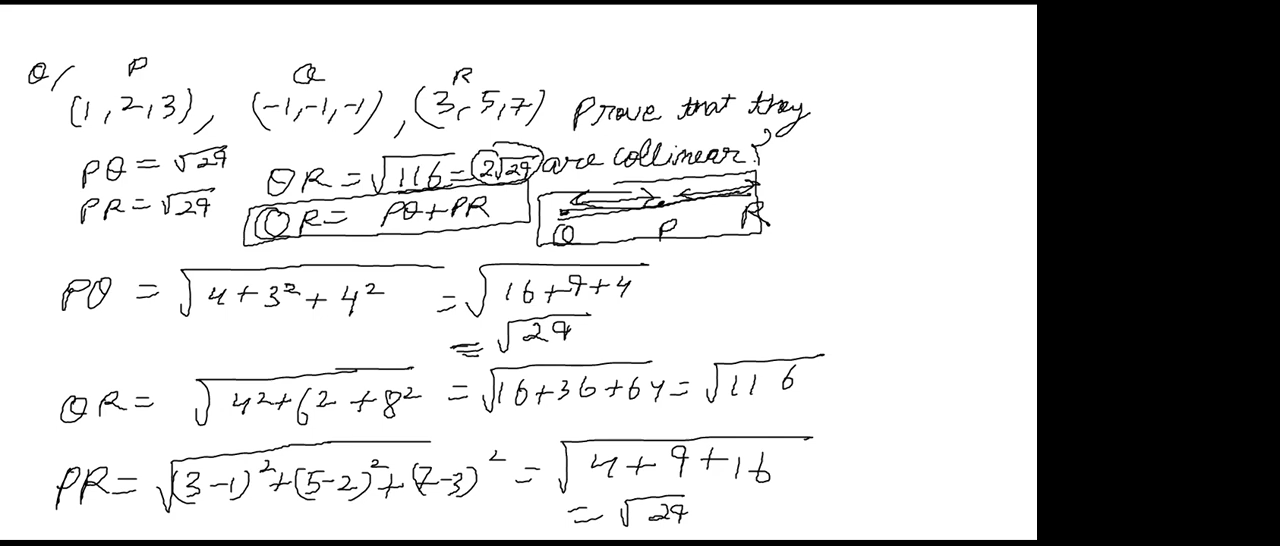 Q/ P Q R
(1,2,3), (-1,-1,-1), (3,5,7) Prove that they
are collinear?
PQ = √29
PR = √29
QR = √116 = 2√29
QR = PQ+PR
Q P R
PQ = √4+3²+4² = √16+9+4
= √29
QR = √4²+6²+8² = √16+36+64 = √116
PR = √(3-1)²+(5-2)²+(7-3)² = √4+9+16
= √29